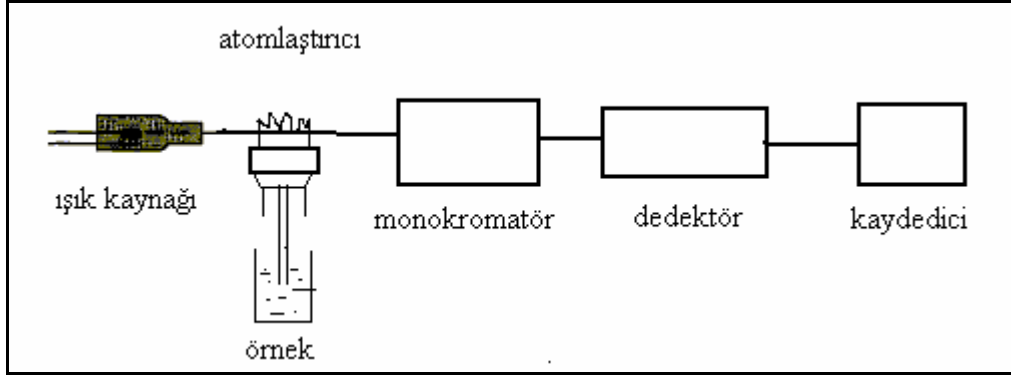 atomlaştırıcı
ışık kaynağı
monokromatör
dedektör
kaydedici
örnek